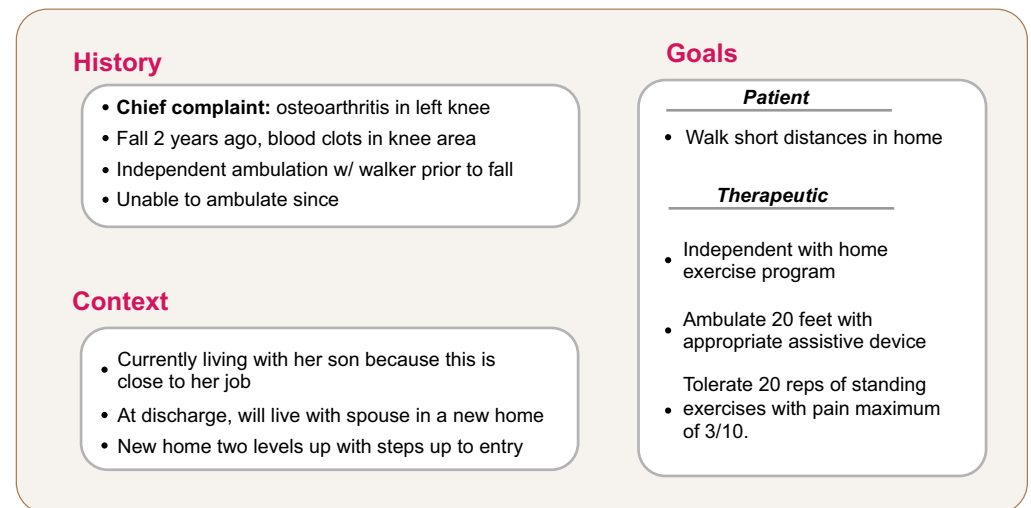 History
• Chief complaint: osteoarthritis in left knee
• Fall 2 years ago, blood clots in knee area
• Independent ambulation w/ walker prior to fall
• Unable to ambulate since
Context
• Currently living with her son because this is
close to her job
• At discharge, will live with spouse in a new home
• New home two levels up with steps up to entry
Goals
Patient
• Walk short distances in home
Therapeutic
• Independent with home
exercise program
• Ambulate 20 feet with
appropriate assistive device
Tolerate 20 reps of standing
• exercises with pain maximum
of 3/10.